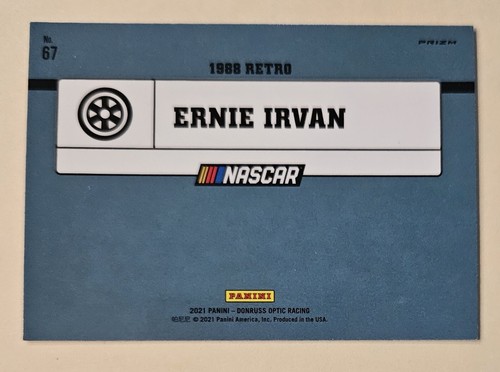 No.
67
PRIZM
1988 RETRO
ERNIE IRVAN
NASCAR
PANINI
2021 PANINI – DONRUSS OPTIC RACING
© 2021 Panini America, Inc. Produced in the USA.